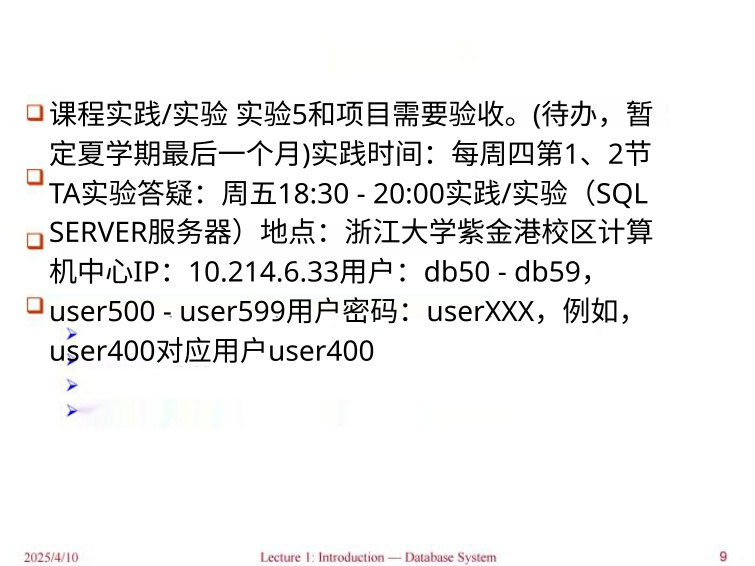 课程实践/实验 实验5和项目需要验收。(待办，暂
定夏学期最后一个月)实践时间：每周四第1、2节
TA实验答疑：周五18:30 - 20:00实践/实验（SQL
SERVER服务器）地点：浙江大学紫金港校区计算
机中心IP：10.214.6.33用户：db50 - db59，
user500 - user599用户密码：userXXX，例如，
user400对应用户user400
2025/4/10 Lecture 1: Introduction — Database System 9